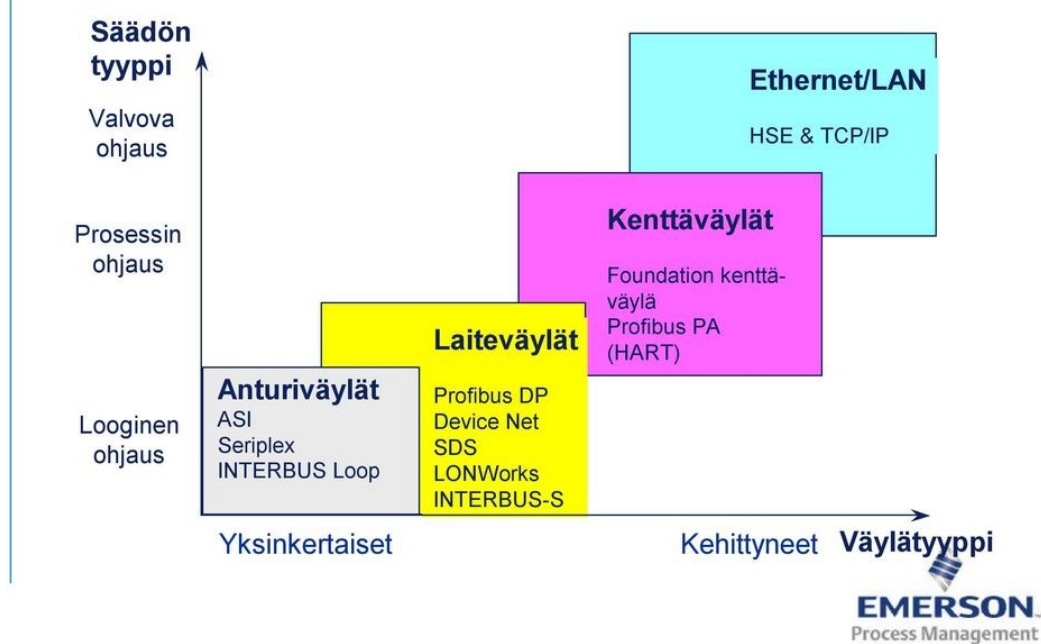 Säädön
tyyppi
Valvova
ohjaus
Prosessin
ohjaus
Looginen
ohjaus
Ethernet/LAN
HSE & TCP/IP
Kenttäväylät
Foundation kenttä-
väylä
Profibus PA
(HART)
Laiteväylät
Profibus DP
Device Net
SDS
LONWorks
INTERBUS-S
Anturiväylät
ASI
Seriplex
INTERBUS Loop
Yksinkertaiset
Kehittyneet
Väylätyyppi
EMERSON
Process Management